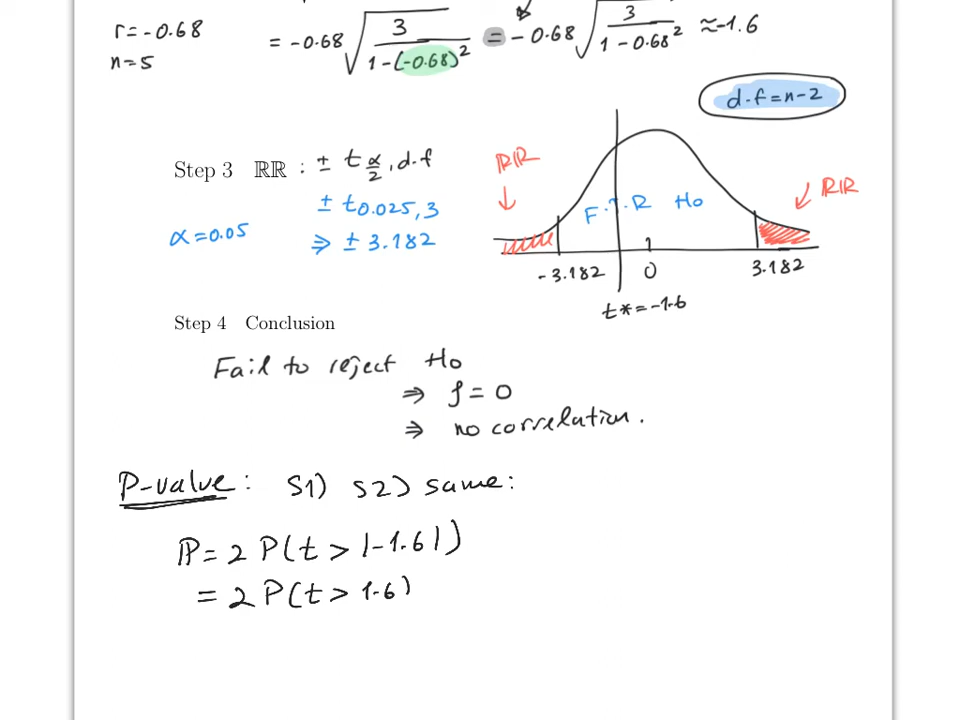 r = -0.68
n = 5
= -0.68 √(3 / 1-(-0.68)²) = -0.68 √(3 / 1-0.68²) ≈ -1.6
d.f = n-2
Step 3 ℝℝ : ± t α/2, d.f
± t0.025, 3
α = 0.05
⇒ ± 3.182
RR
↓
F.T.R Ho
RR
-3.182
0
3.182
t* = -1.6
Step 4 Conclusion
Fail to reject Ho
⇒ ρ = 0
⇒ no correlation.
P-value: S1) S2) same:
ℙ = 2 P(t > |-1.6|)
= 2 P(t > 1.6)